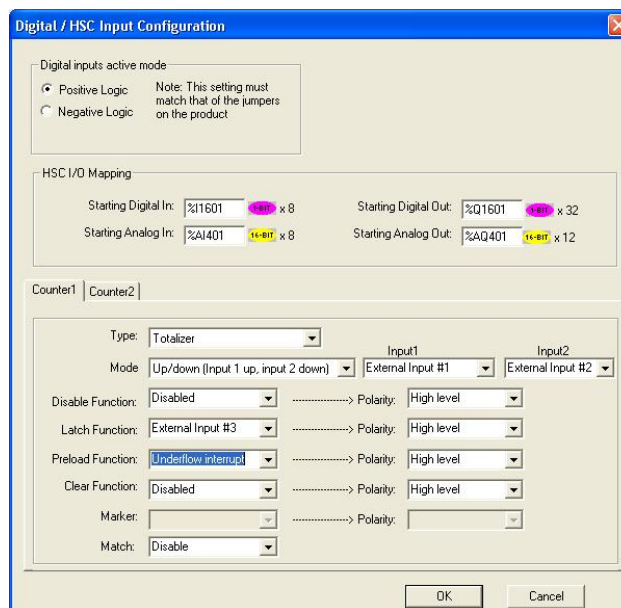 Digital / HSC Input Configuration
Digital inputs active mode
Positive Logic
Negative Logic
Note: This setting must
match that of the jumpers
on the product
HSC I/O Mapping
Starting Digital In: %I1601 1-BIT x 8
Starting Digital Out: %Q1601 1-BIT x 32
Starting Analog In: %AI401 16-BIT x 8
Starting Analog Out: %AQ401 16-BIT x 12
Counter1 Counter2
Type: Totalizer
Input1 Input2
Mode Up/down (Input 1 up, input 2 down) External Input #1 External Input #2
Disable Function: Disabled ----------------> Polarity: High level
Latch Function: External Input #3 ----------------> Polarity: High level
Preload Function: Underflow interrupt ----------------> Polarity: High level
Clear Function: Disabled ----------------> Polarity: High level
Marker: ----------------> Polarity:
Match: Disable
OK Cancel